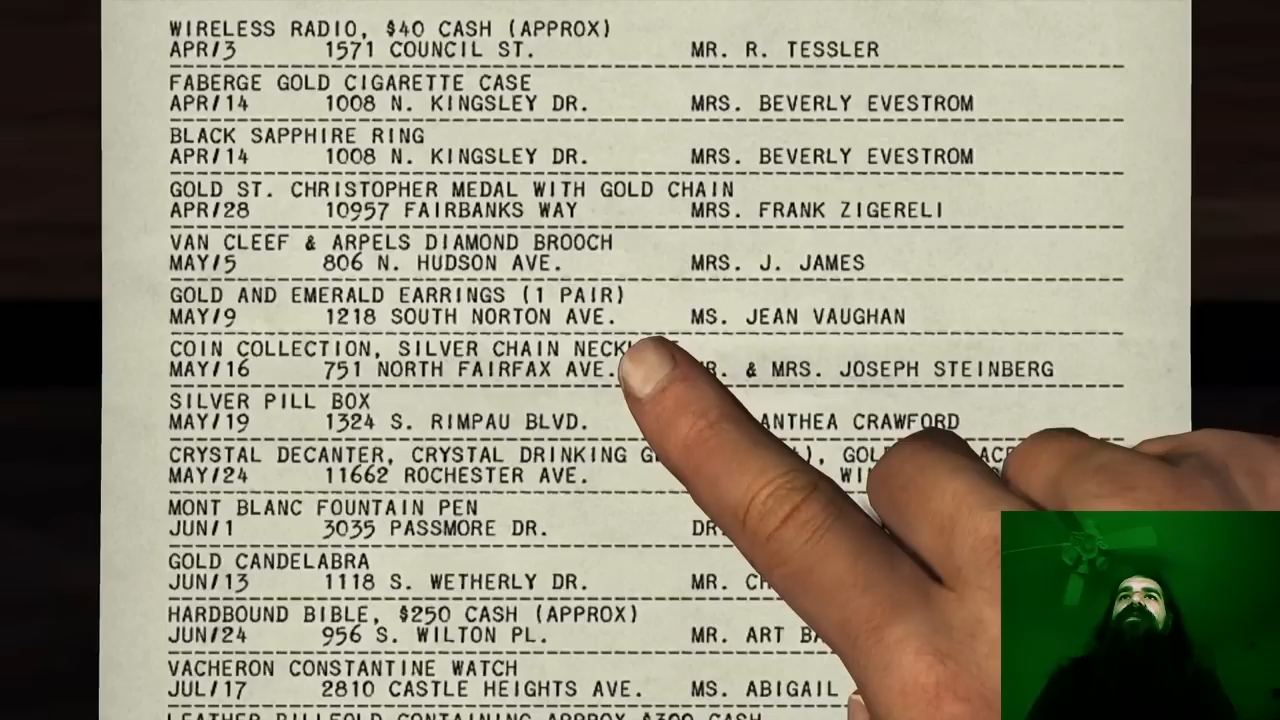 WIRELESS RADIO, $40 CASH (APPROX)
APR/3 1571 COUNCIL ST. MR. R. TESSLER
FABERGE GOLD CIGARETTE CASE
APR/14 1008 N. KINGSLEY DR. MRS. BEVERLY EVESTROM
BLACK SAPPHIRE RING
APR/14 1008 N. KINGSLEY DR. MRS. BEVERLY EVESTROM
GOLD ST. CHRISTOPHER MEDAL WITH GOLD CHAIN
APR/28 10957 FAIRBANKS WAY MRS. FRANK ZIGERELI
VAN CLEEF & ARPELS DIAMOND BROOCH
MAY/5 806 N. HUDSON AVE. MRS. J. JAMES
GOLD AND EMERALD EARRINGS (1 PAIR)
MAY/9 1218 SOUTH NORTON AVE. MS. JEAN VAUGHAN
COIN COLLECTION, SILVER CHAIN
MAY/16 751 NORTH FAIRFAX AVE. & MRS. JOSEPH STEINBERG
SILVER PILL BOX
MAY/19 1324 S. RIMPAU BLVD. ANTHEA CRAWFORD
CRYSTAL DECANTER, CRYSTAL DRINKING
MAY/24 11662 ROCHESTER AVE.
MONT BLANC FOUNTAIN PEN
JUN/1 3035 PASSMORE DR. DR.
GOLD CANDELABRA
JUN/13 1118 S. WETHERLY DR. MR.
HARDBOUND BIBLE, $250 CASH (APPROX)
JUN/24 956 S. WILTON PL. MR. ART
VACHERON CONSTANTINE WATCH
JUL/17 2810 CASTLE HEIGHTS AVE. MS. ABIGAIL
LEATHER BILLFOLD CONTAINING APPROX $300 CASH